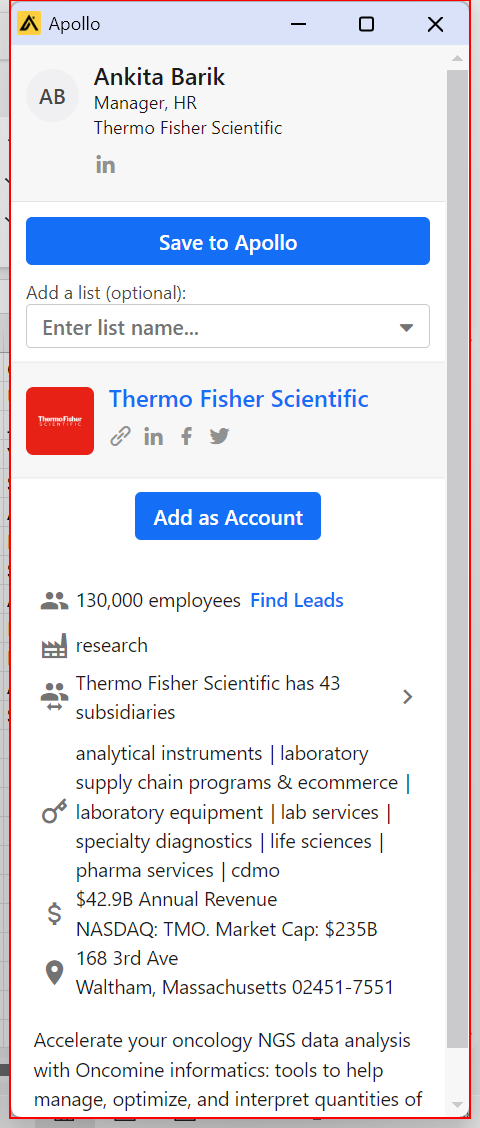 Apollo
AB
Ankita Barik
Manager, HR
Thermo Fisher Scientific
in
Save to Apollo
Add a list (optional):
Enter list name...
ThermoFisher
SCIENTIFIC
Thermo Fisher Scientific
in
Add as Account
130,000 employees Find Leads
research
Thermo Fisher Scientific has 43
subsidiaries
analytical instruments | laboratory
supply chain programs & ecommerce |
laboratory equipment | lab services |
specialty diagnostics | life sciences |
pharma services | cdmo
$42.9B Annual Revenue
NASDAQ: TMO. Market Cap: $235B
168 3rd Ave
Waltham, Massachusetts 02451-7551
Accelerate your oncology NGS data analysis
with Oncomine informatics: tools to help
manage, optimize, and interpret quantities of